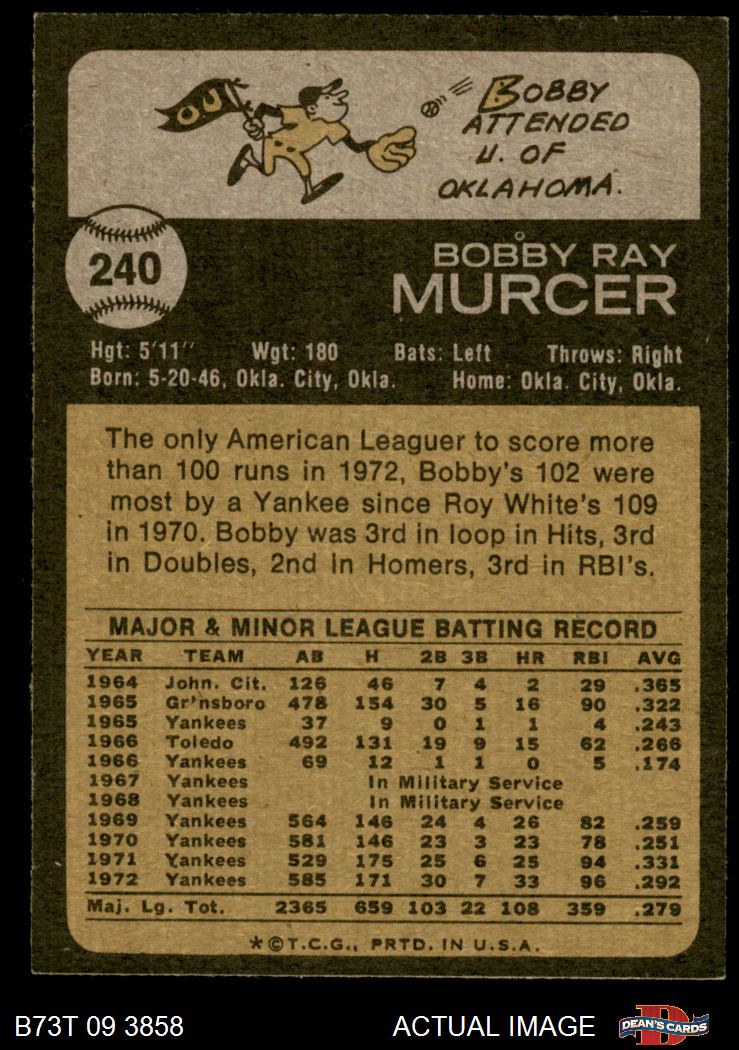 OU
BOBBY
ATTENDED
U. OF
OKLAHOMA.
240
BOBBY RAY
MURCER
Hgt: 5'11" Wgt: 180 Bats: Left Throws: Right
Born: 5-20-46, Okla. City, Okla. Home: Okla. City, Okla.
The only American Leaguer to score more
than 100 runs in 1972, Bobby's 102 were
most by a Yankee since Roy White's 109
in 1970. Bobby was 3rd in loop in Hits, 3rd
in Doubles, 2nd in Homers, 3rd in RBI's.
MAJOR & MINOR LEAGUE BATTING RECORD
YEAR TEAM AB H 2B 3B HR RBI AVG
1964 John. Cit. 126 46 7 4 2 29 .365
1965 Gr'nsboro 478 154 30 5 16 90 .322
1965 Yankees 37 9 0 1 1 4 .243
1966 Toledo 492 131 19 9 15 62 .266
1966 Yankees 69 12 1 1 0 5 .174
1967 Yankees In Military Service
1968 Yankees In Military Service
1969 Yankees 564 146 24 4 26 82 .259
1970 Yankees 581 146 23 3 23 78 .251
1971 Yankees 529 175 25 6 25 94 .331
1972 Yankees 585 171 30 7 33 96 .292
Maj. Lg. Tot. 2365 659 103 22 108 359 .279
*©T.C.G., PRTD. IN U.S.A.
B73T 09 3858 ACTUAL IMAGE D DEAN'S CARDS